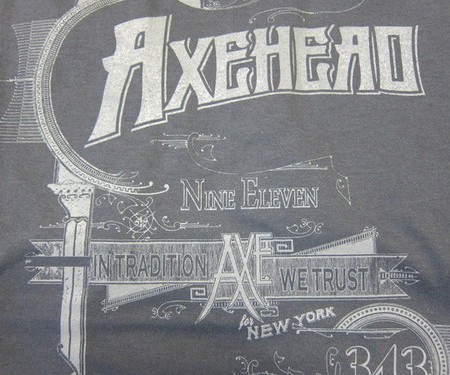 AXEHEAD
NINE ELEVEN
IN TRADITION AXE WE TRUST
for NEW YORK
343